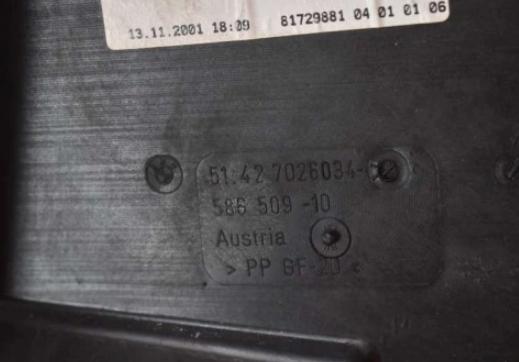 13.11.2001 18:09 81729881 04 01 01 06
51.42 7026034-
586 509 -10
Austria
> PP GF-20 <